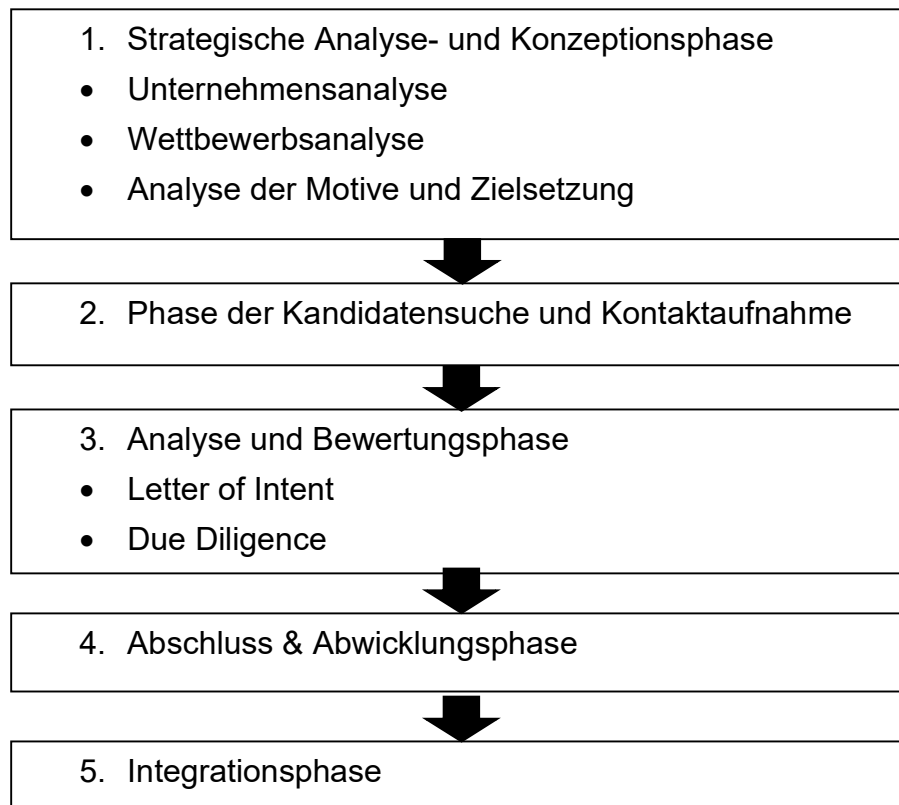 1. Strategische Analyse- und Konzeptionsphase
• Unternehmensanalyse
• Wettbewerbsanalyse
• Analyse der Motive und Zielsetzung
2. Phase der Kandidatensuche und Kontaktaufnahme
3. Analyse und Bewertungsphase
• Letter of Intent
• Due Diligence
4. Abschluss & Abwicklungsphase
5. Integrationsphase